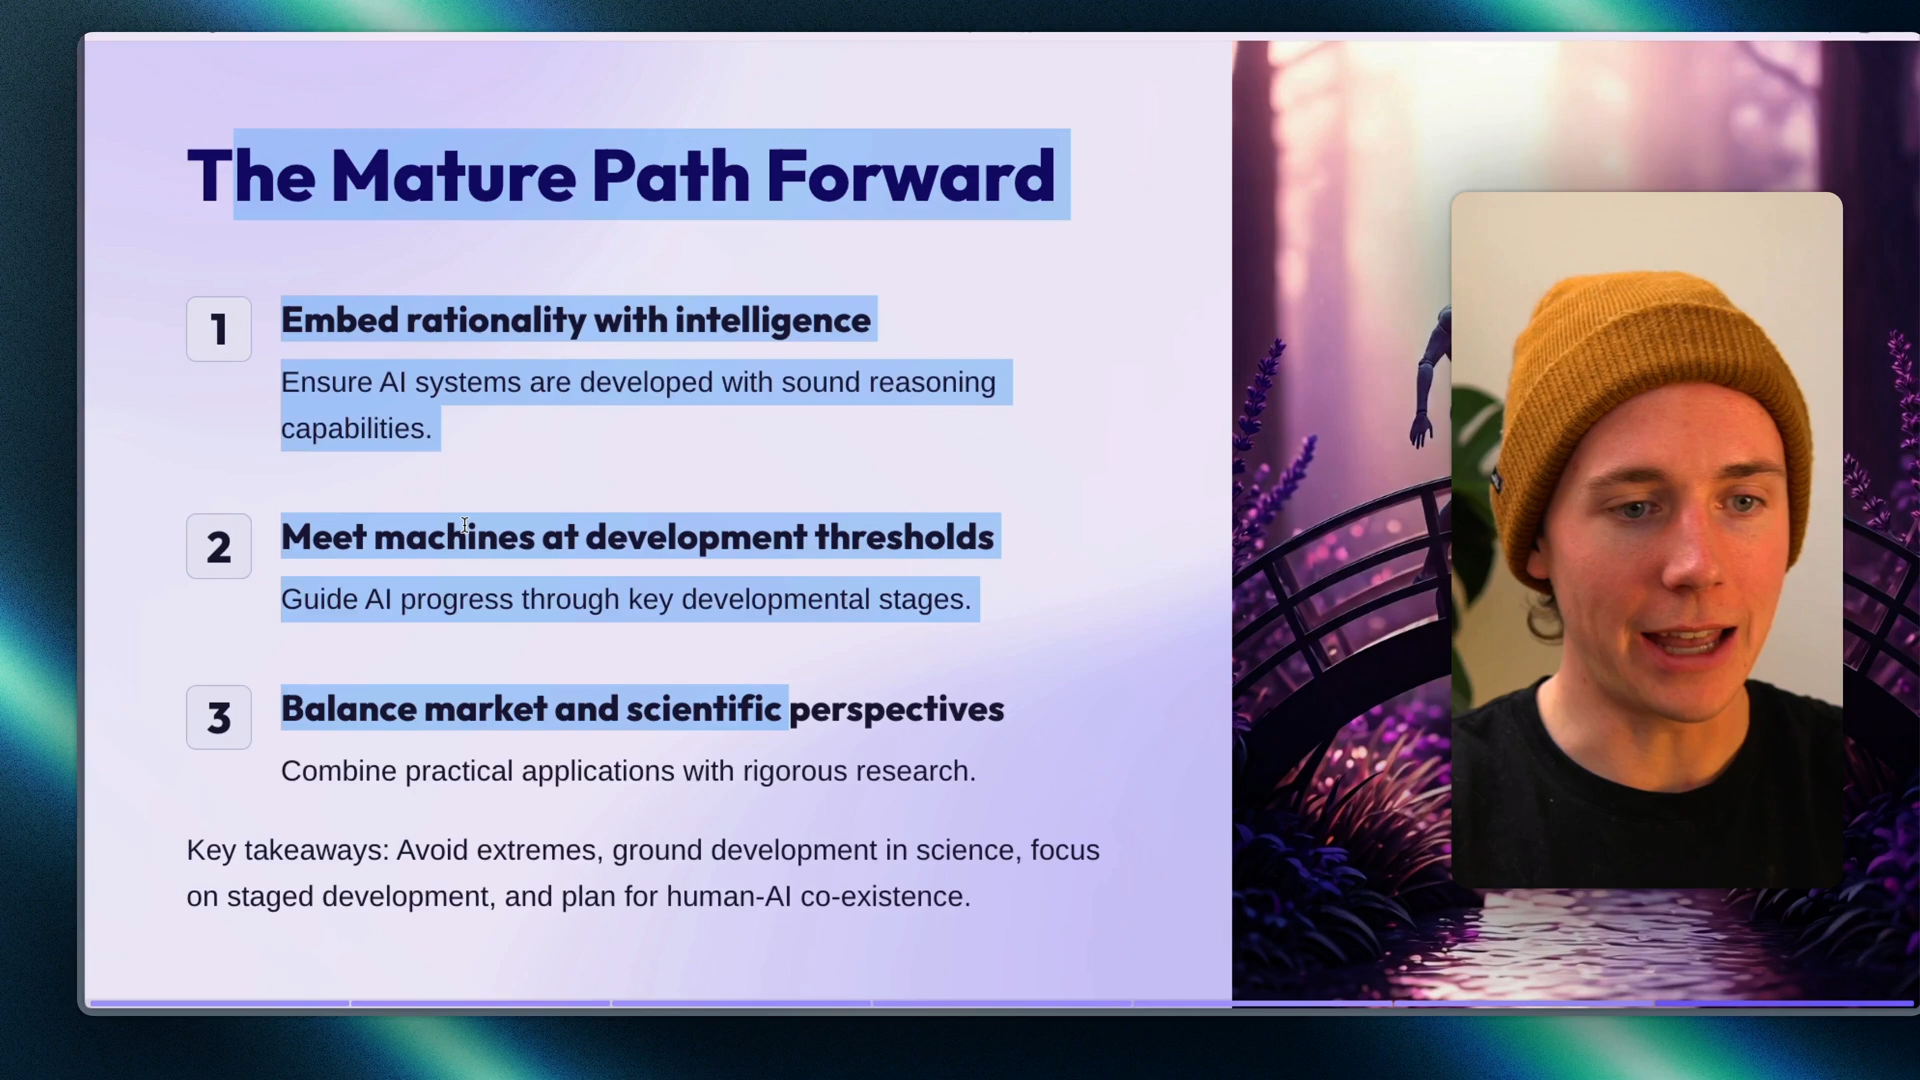 The Mature Path Forward
1
Embed rationality with intelligence
Ensure AI systems are developed with sound reasoning
capabilities.
2
Meet machines at development thresholds
Guide AI progress through key developmental stages.
3
Balance market and scientific perspectives
Combine practical applications with rigorous research.
Key takeaways: Avoid extremes, ground development in science, focus
on staged development, and plan for human-AI co-existence.